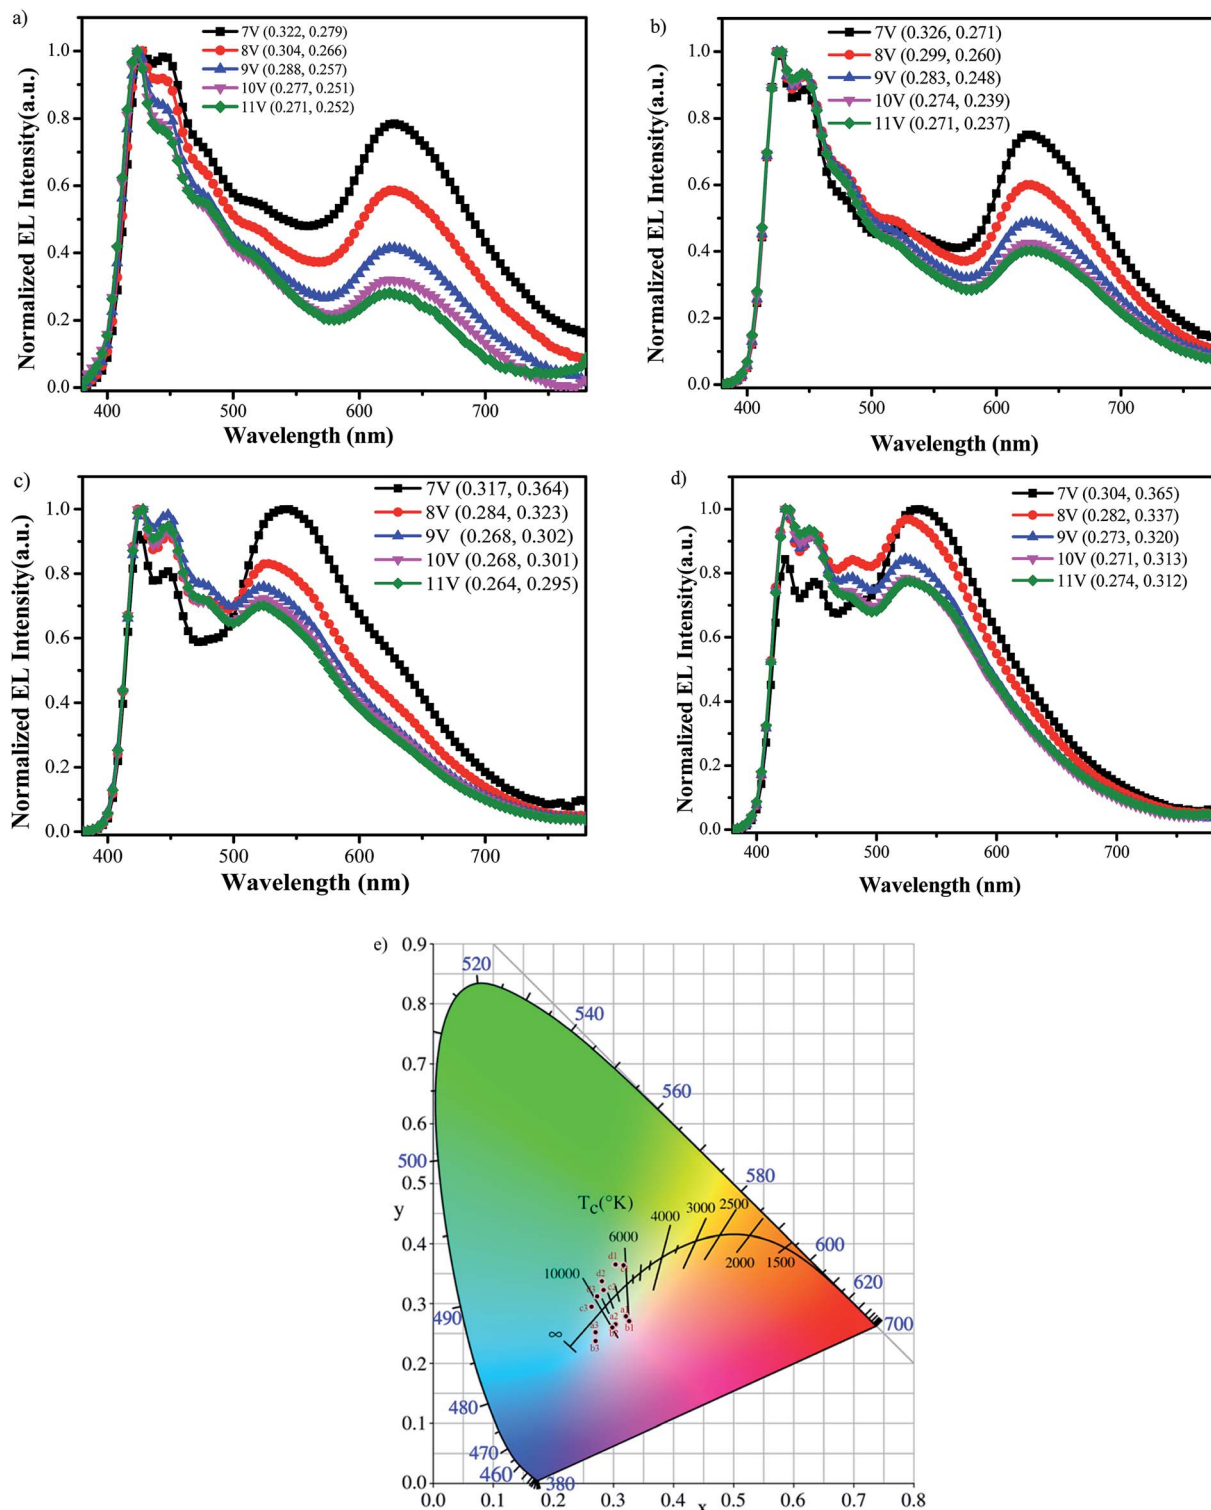 a)
7V (0.322, 0.279)
8V (0.304, 0.266)
9V (0.288, 0.257)
10V (0.277, 0.251)
11V (0.271, 0.252)
Normalized EL Intensity(a.u.)
1.0
0.8
0.6
0.4
0.2
0.0
400 500 600 700
Wavelength (nm)
b)
7V (0.326, 0.271)
8V (0.299, 0.260)
9V (0.283, 0.248)
10V (0.274, 0.239)
11V (0.271, 0.237)
Normalized EL Intensity(a.u.)
1.0
0.8
0.6
0.4
0.2
0.0
400 500 600 700
Wavelength (nm)
c)
7V (0.317, 0.364)
8V (0.284, 0.323)
9V (0.268, 0.302)
10V (0.268, 0.301)
11V (0.264, 0.295)
Normalized EL Intensity(a.u.)
1.0
0.8
0.6
0.4
0.2
0.0
400 500 600 700
Wavelength (nm)
d)
7V (0.304, 0.365)
8V (0.282, 0.337)
9V (0.273, 0.320)
10V (0.271, 0.313)
11V (0.274, 0.312)
Normalized EL Intensity(a.u.)
1.0
0.8
0.6
0.4
0.2
0.0
400 500 600 700
Wavelength (nm)
e)
0.9
0.8
0.7
0.6
0.5
y
0.4
0.3
0.2
0.1
0.0
0.0 0.1 0.2 0.3 0.4 0.5 0.6 0.7 0.8
x
520
540
560
580
600
620
700
500
490
480
470
460
380
Tc(°K)
∞
10000
6000
4000
3000
2500
2000
1500
d1
d2
c2
c3
a1
a2
b1
a3
b3